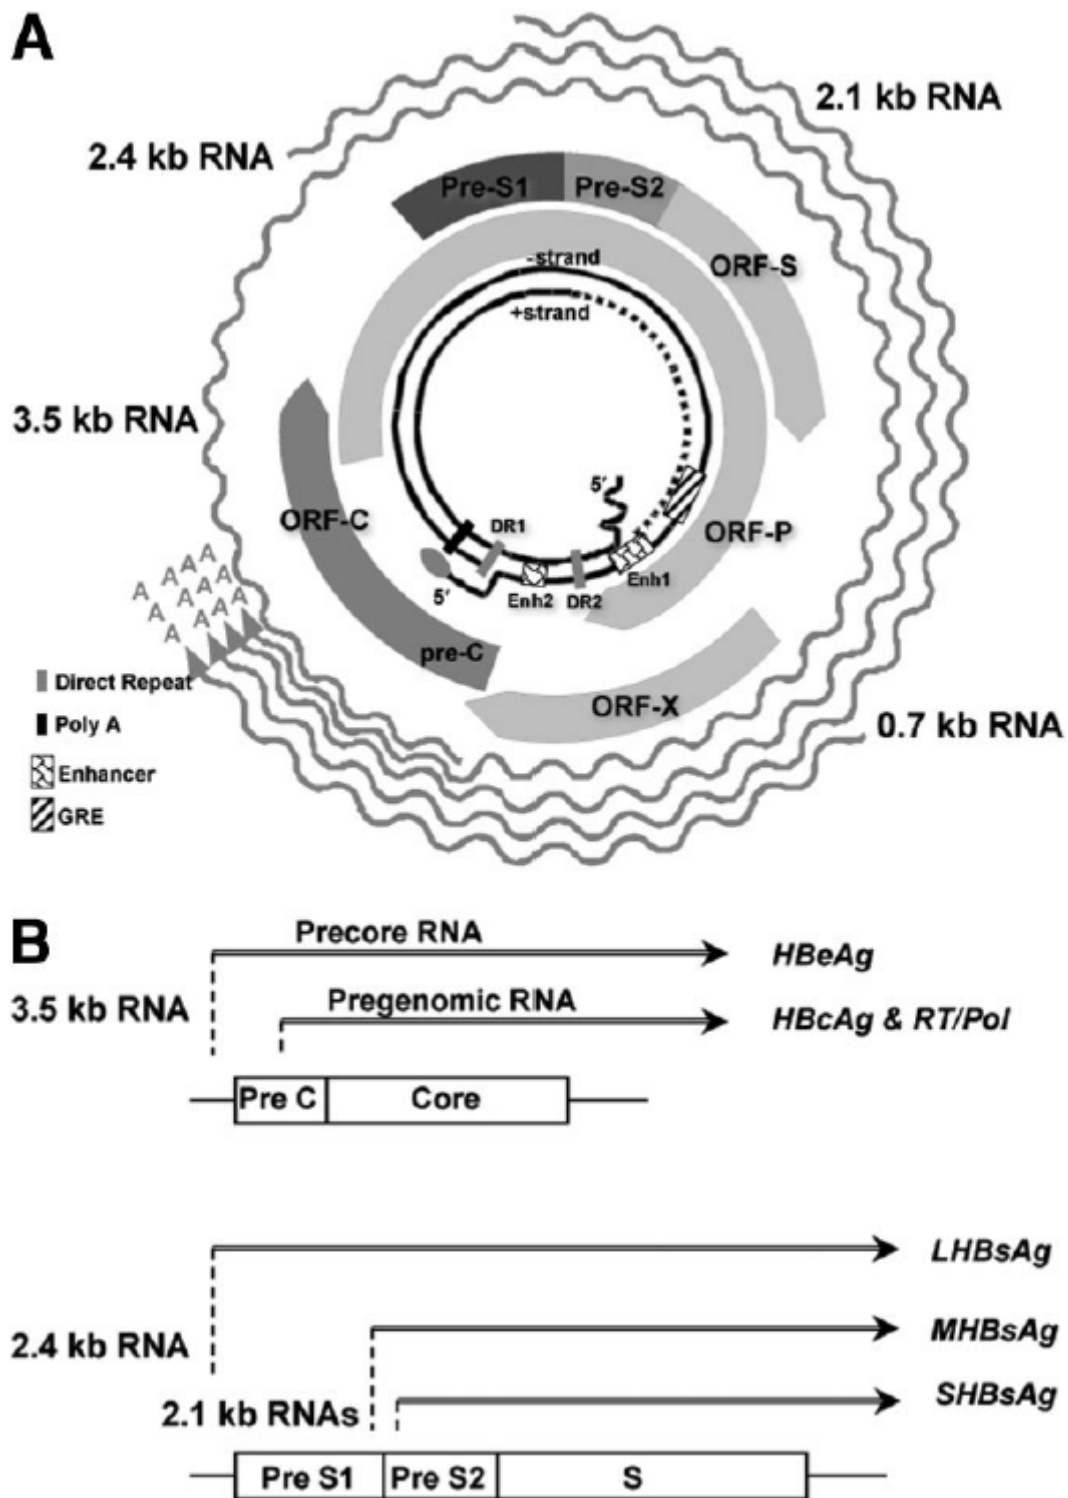 A
2.1 kb RNA
2.4 kb RNA
Pre-S1
Pre-S2
ORF-S
-strand
+strand
3.5 kb RNA
5'
ORF-C
DR1
ORF-P
5'
Enh2
DR2
Enh1
A
A
A
A
A
A
A
A
A
A
A
pre-C
ORF-X
0.7 kb RNA
Direct Repeat
Poly A
Enhancer
GRE
B
Precore RNA
HBeAg
3.5 kb RNA
Pregenomic RNA
HBcAg & RT/Pol
Pre C
Core
LHBsAg
2.4 kb RNA
MHBsAg
2.1 kb RNAs
SHBsAg
Pre S1
Pre S2
S